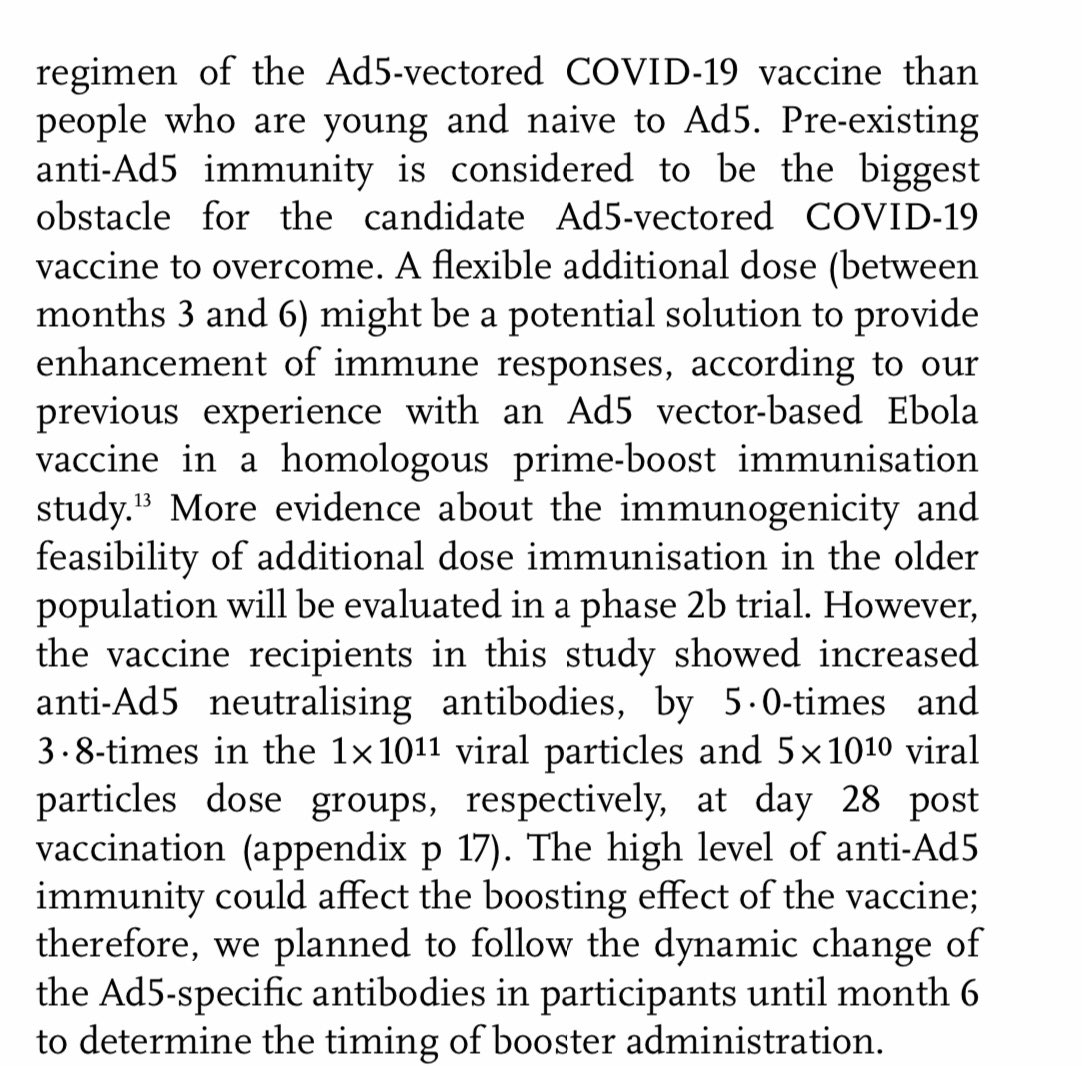 regimen of the Ad5-vectored COVID-19 vaccine than
people who are young and naive to Ad5. Pre-existing
anti-Ad5 immunity is considered to be the biggest
obstacle for the candidate Ad5-vectored COVID-19
vaccine to overcome. A flexible additional dose (between
months 3 and 6) might be a potential solution to provide
enhancement of immune responses, according to our
previous experience with an Ad5 vector-based Ebola
vaccine in a homologous prime-boost immunisation
study.¹³ More evidence about the immunogenicity and
feasibility of additional dose immunisation in the older
population will be evaluated in a phase 2b trial. However,
the vaccine recipients in this study showed increased
anti-Ad5 neutralising antibodies, by 5·0-times and
3·8-times in the 1×10¹¹ viral particles and 5×10¹⁰ viral
particles dose groups, respectively, at day 28 post
vaccination (appendix p 17). The high level of anti-Ad5
immunity could affect the boosting effect of the vaccine;
therefore, we planned to follow the dynamic change of
the Ad5-specific antibodies in participants until month 6
to determine the timing of booster administration.